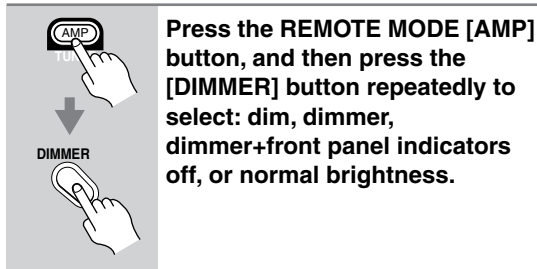 AMP
TUN
DIMMER
Press the REMOTE MODE [AMP]
button, and then press the
[DIMMER] button repeatedly to
select: dim, dimmer,
dimmer+front panel indicators
off, or normal brightness.